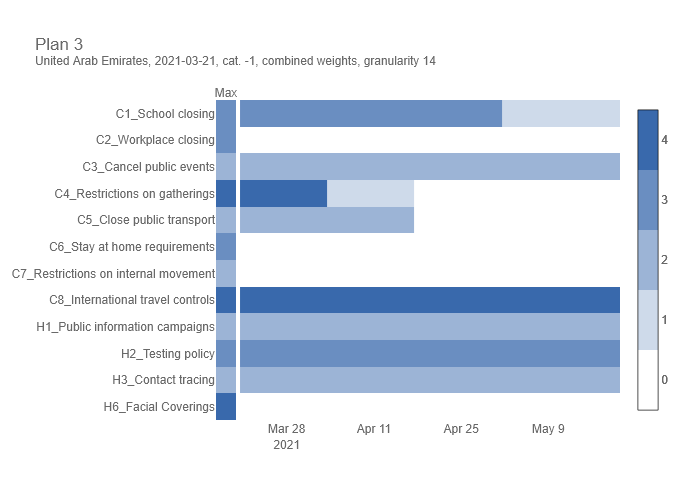 Plan 3
United Arab Emirates, 2021-03-21, cat. -1, combined weights, granularity 14
Max
C1_School closing
C2_Workplace closing
C3_Cancel public events
C4_Restrictions on gatherings
C5_Close public transport
C6_Stay at home requirements
C7_Restrictions on internal movement
C8_International travel controls
H1_Public information campaigns
H2_Testing policy
H3_Contact tracing
H6_Facial Coverings
Mar 28 Apr 11 Apr 25 May 9
2021
4
3
2
1
0